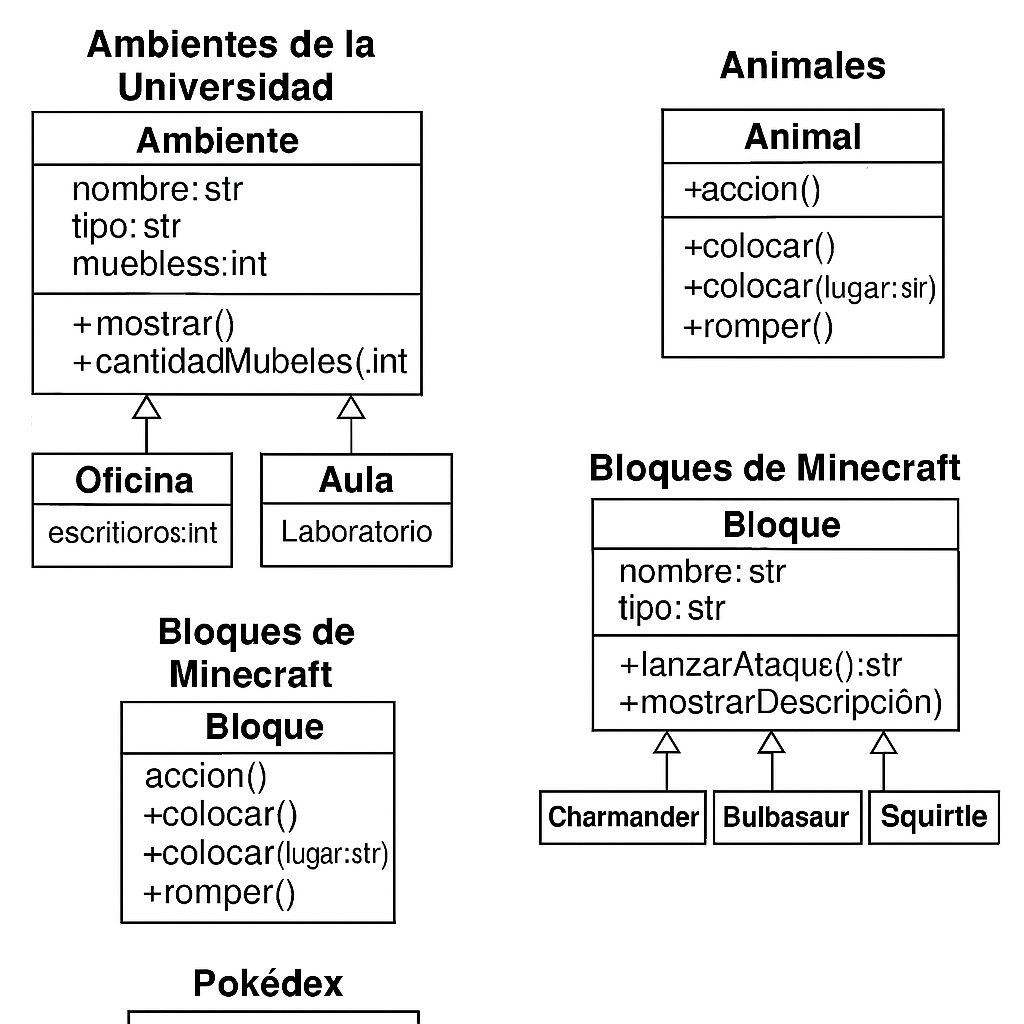 Ambientes de la
Universidad
Ambiente
nombre: str
tipo: str
muebless:int
+mostrar()
+cantidadMubeles(.int
Oficina
escritioros:int
Aula
Laboratorio
Animales
Animal
+accion()
+colocar()
+colocar(lugar:sir)
+romper()
Bloques de Minecraft
Bloque
nombre: str
tipo: str
+lanzarAtaquɛ():str
+mostrarDescripciôn)
Charmander
Bulbasaur
Squirtle
Bloques de
Minecraft
Bloque
accion()
+colocar()
+colocar(lugar:str)
+romper()
Pokédex